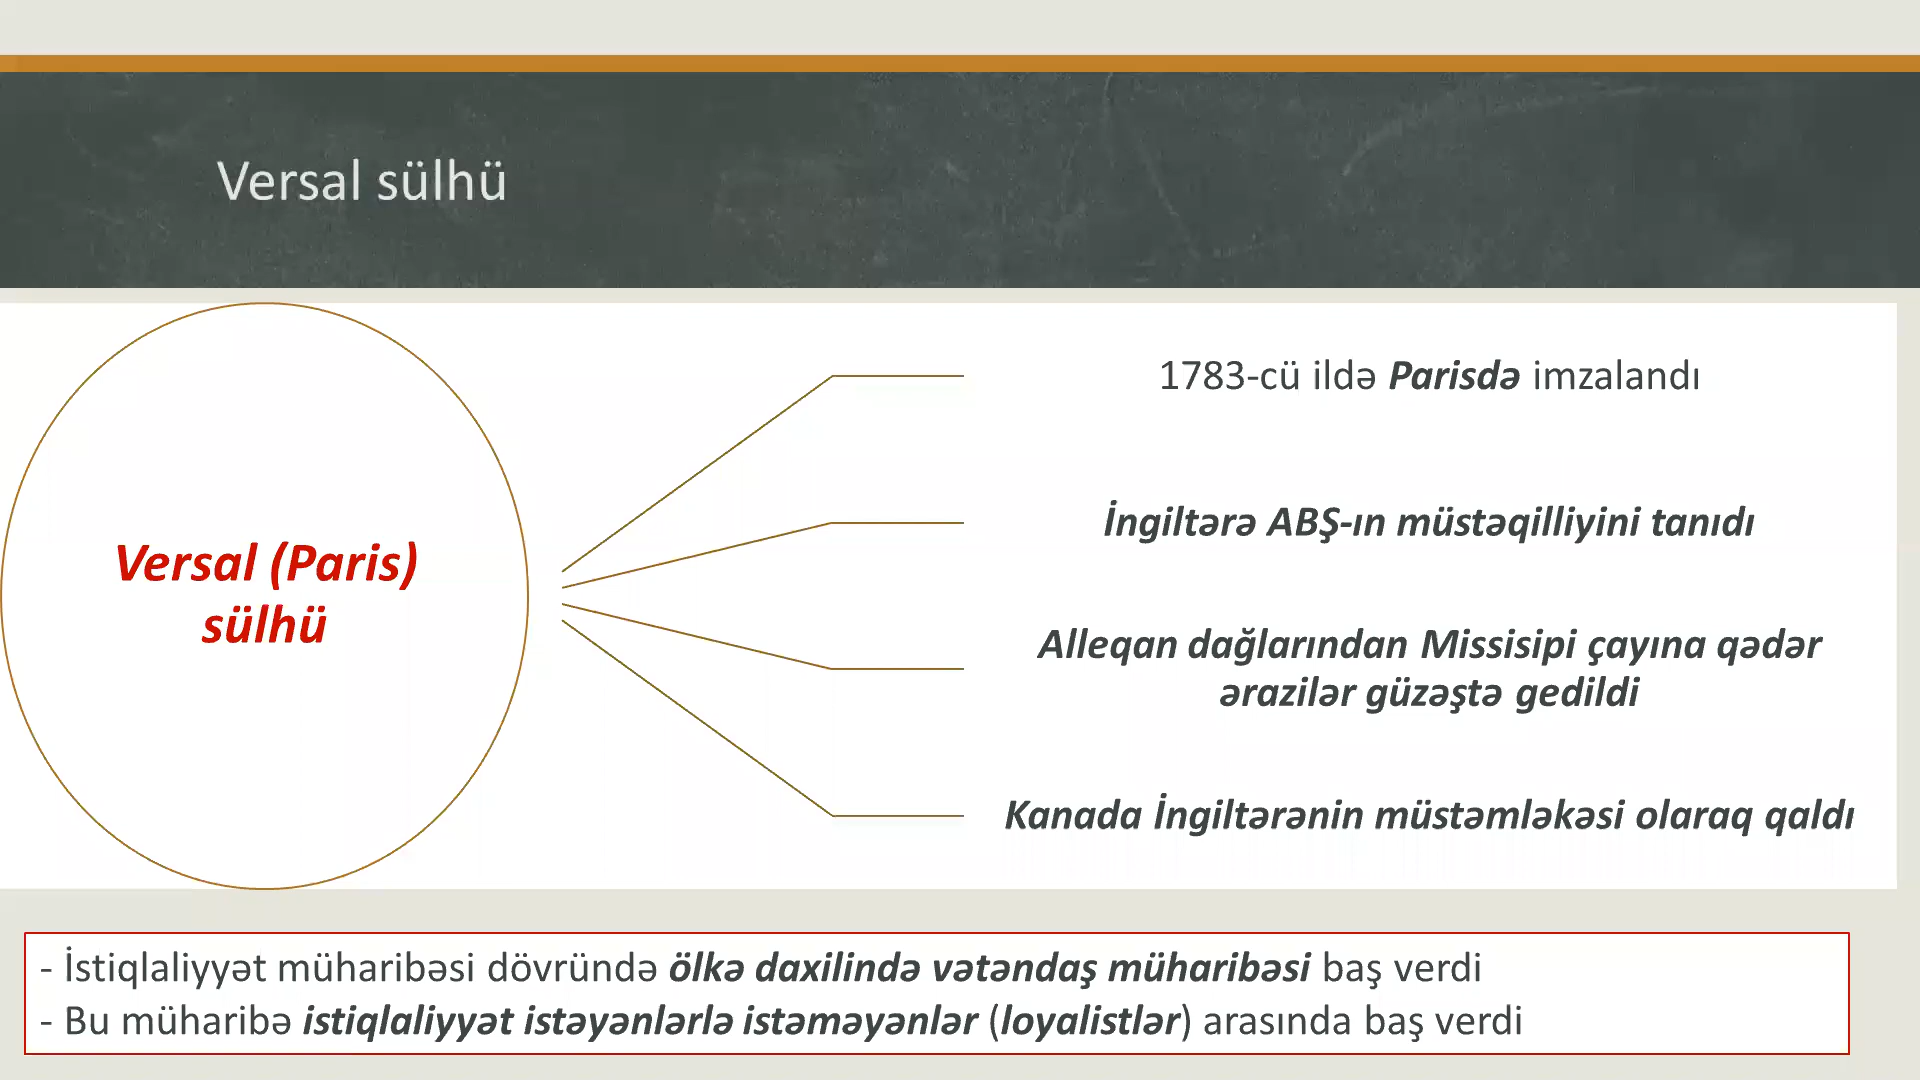 Versal sülhü
Versal (Paris)
sülhü
1783-cü ildə Parisdə imzalandı
İngiltərə ABŞ-ın müstəqilliyini tanıdı
Alleqan dağlarından Missisipi çayına qədər
ərazilər güzəştə gedildi
Kanada İngiltərənin müstəmləkəsi olaraq qaldı
- İstiqlaliyyət müharibəsi dövründə ölkə daxilində vətəndaş müharibəsi baş verdi
- Bu müharibə istiqlaliyyət istəyənlərlə istəməyənlər (loyalistlər) arasında baş verdi